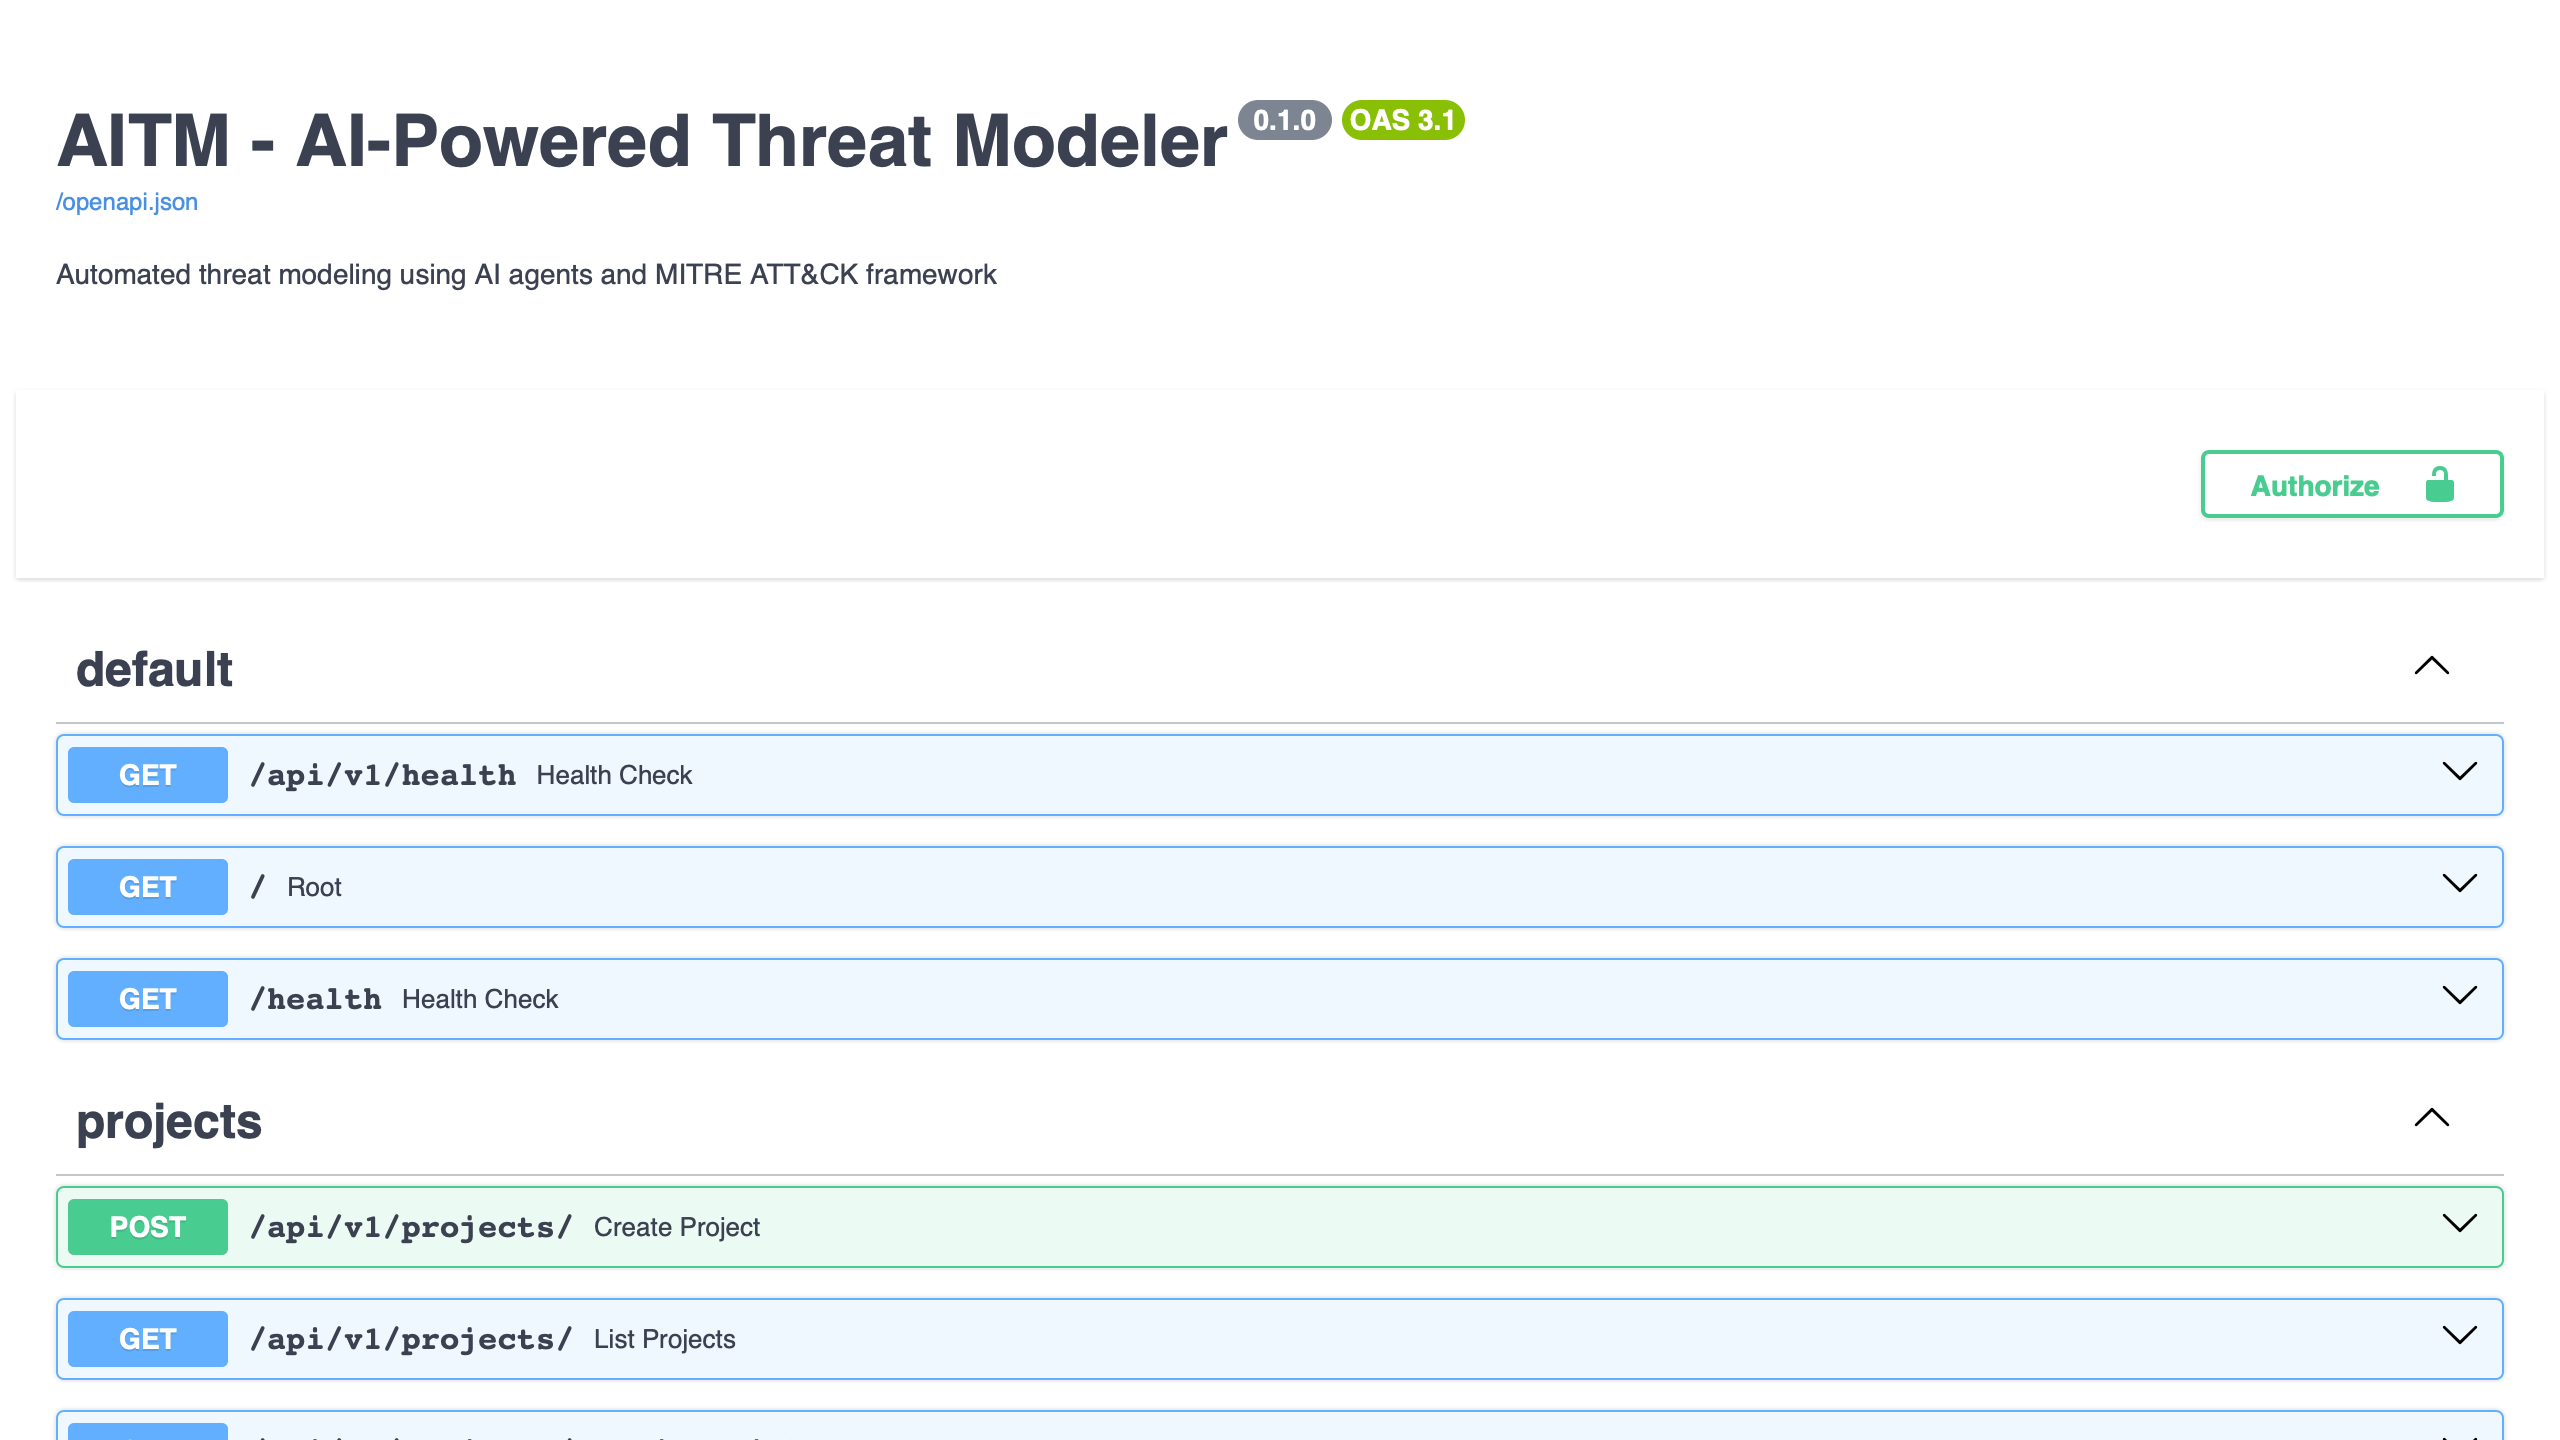 AITM - AI-Powered Threat Modeler 0.1.0 OAS 3.1
/openapi.json
Automated threat modeling using AI agents and MITRE ATT&CK framework
Authorize
default
GET /api/v1/health Health Check
GET / Root
GET /health Health Check
projects
POST /api/v1/projects/ Create Project
GET /api/v1/projects/ List Projects